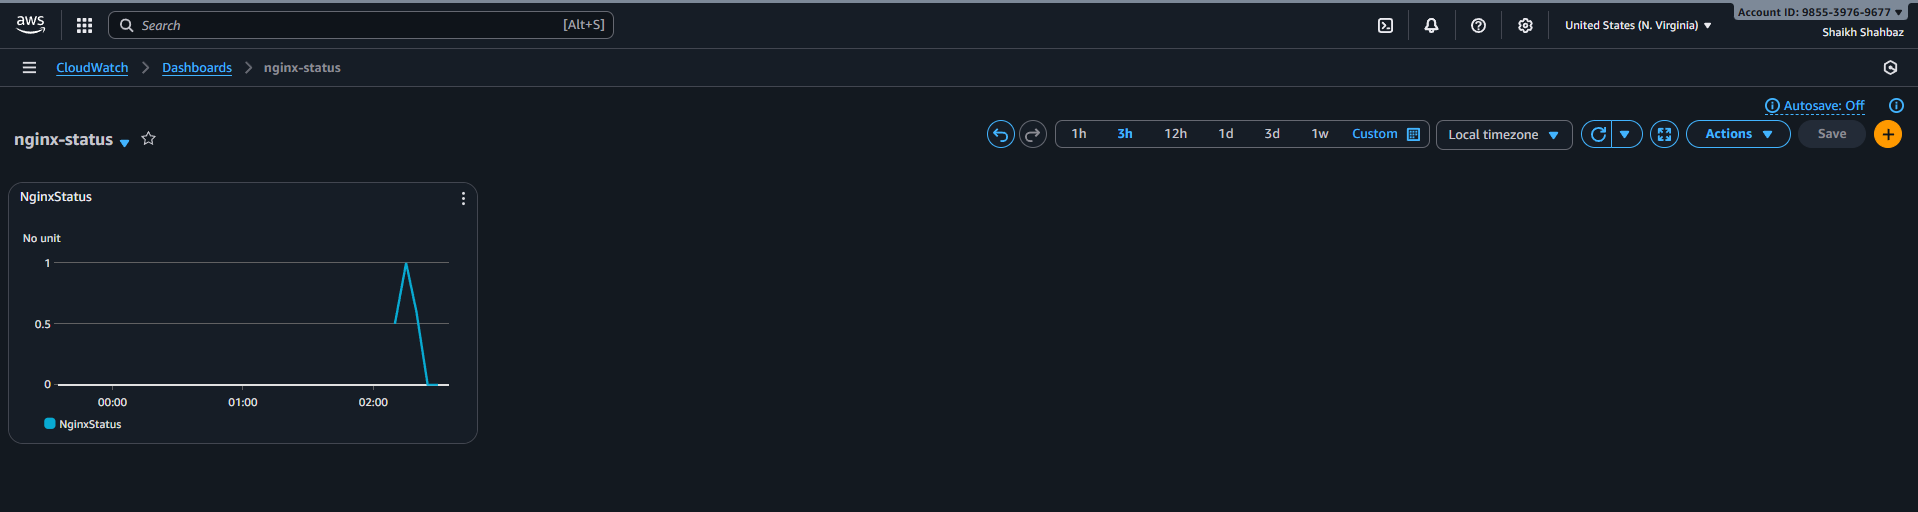 aws
Search [Alt+S]
United States (N. Virginia)
Account ID: 9855-3976-9677
Shaikh Shahbaz
CloudWatch
Dashboards
nginx-status
Autosave: Off
nginx-status
1h 3h 12h 1d 3d 1w Custom
Local timezone
Actions
Save
NginxStatus
No unit
1
0.5
0
00:00 01:00 02:00
NginxStatus